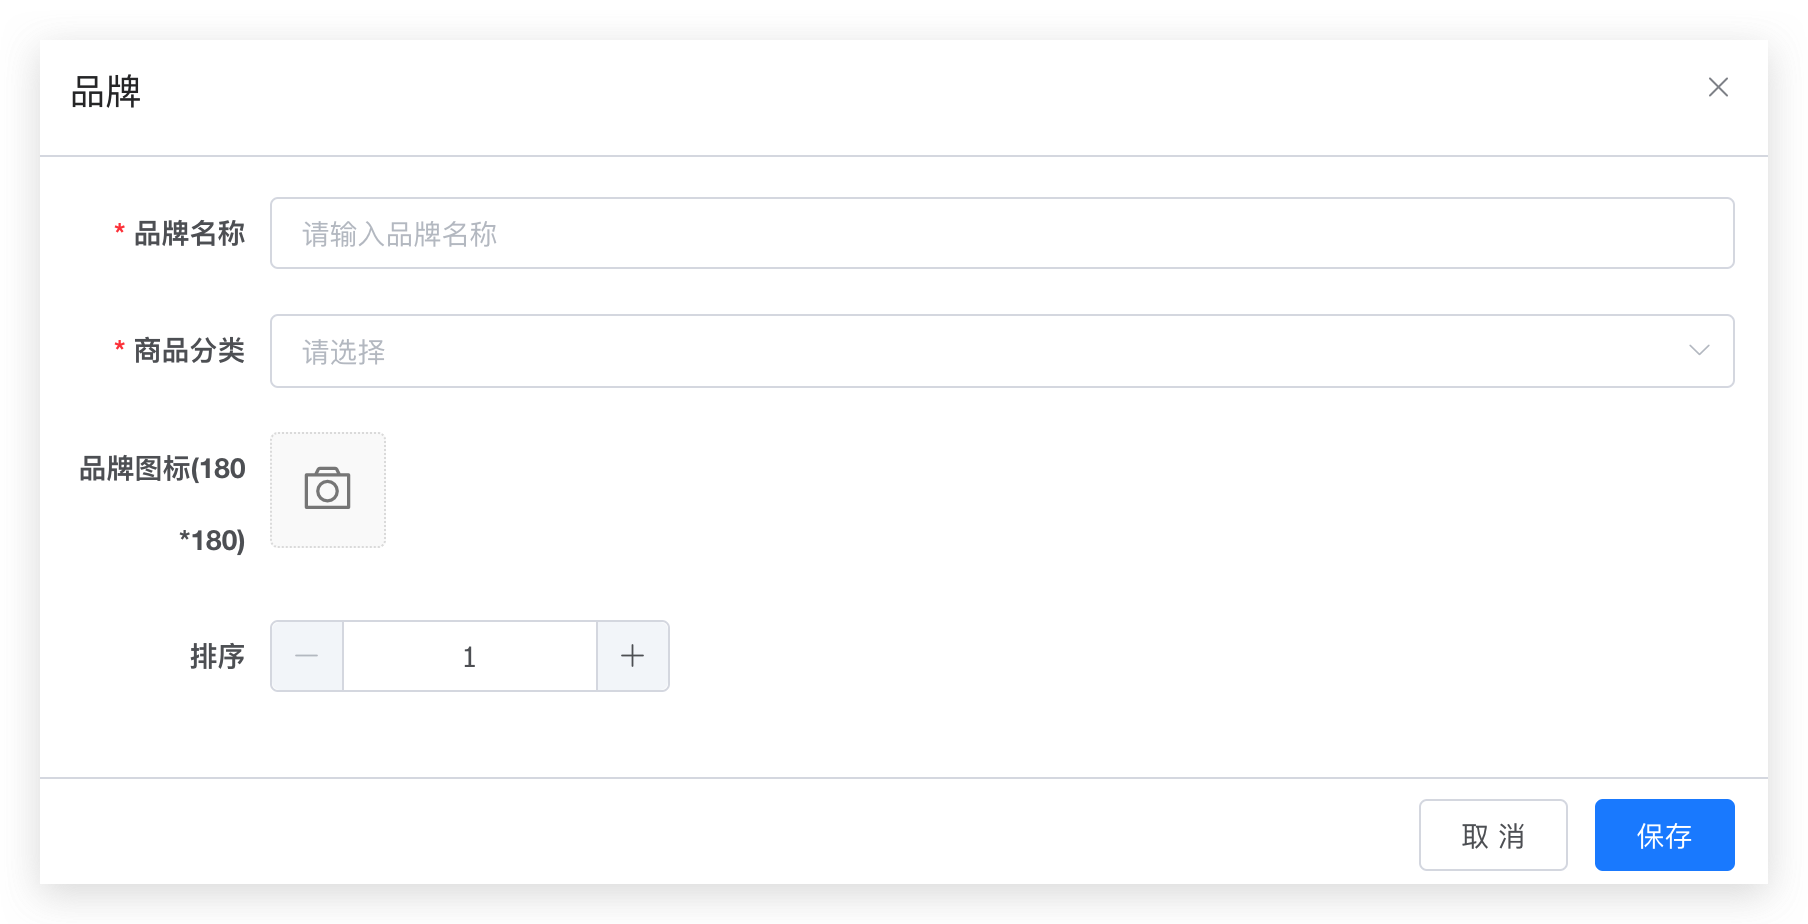 品牌
* 品牌名称
请输入品牌名称
* 商品分类
请选择
品牌图标(180
*180)
排序
1
取 消
保存